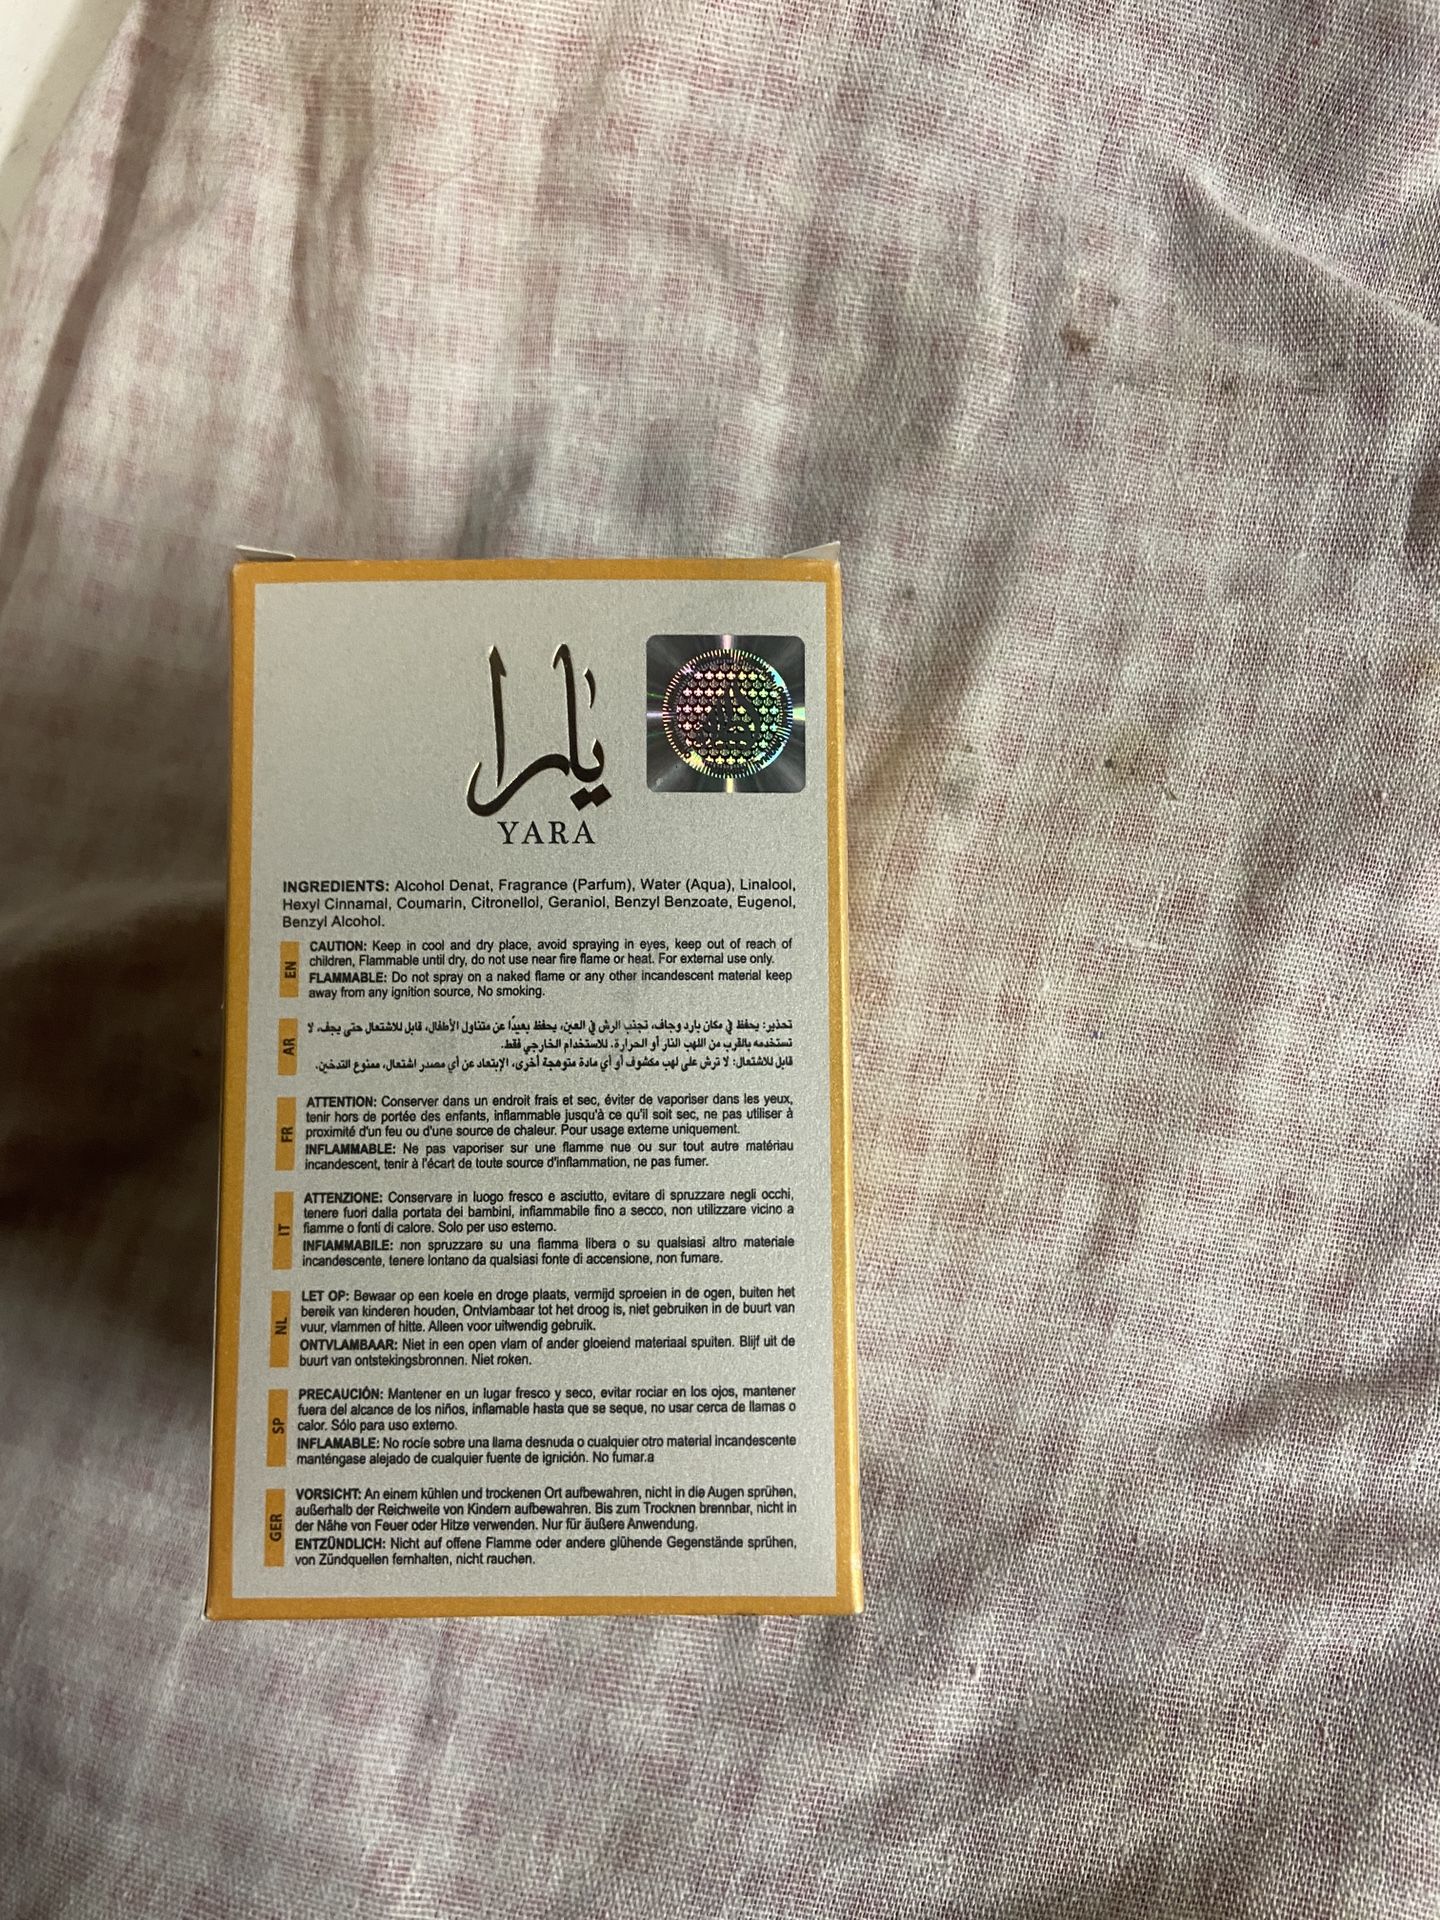 يارا
YARA
INGREDIENTS: Alcohol Denat, Fragrance (Parfum), Water (Aqua), Linalool,
Hexyl Cinnamal, Coumarin, Citronellol, Geraniol, Benzyl Benzoate, Eugenol,
Benzyl Alcohol.
EN
CAUTION: Keep in cool and dry place, avoid spraying in eyes, keep out of reach of
children, Flammable until dry, do not use near fire flame or heat. For external use only.
FLAMMABLE: Do not spray on a naked flame or any other incandescent material keep
away from any ignition source, No smoking.
AR
تحذير: يحفظ في مكان بارد وجاف، تجنب الرش في العين، يحفظ بعيدًا عن متناول الأطفال، قابل للاشتعال حتى يجف، لا
تستخدمه بالقرب من اللهب النار أو الحرارة. للاستخدام الخارجي فقط.
قابل للاشتعال: لا ترش على لهب مكشوف أو أي مادة متوهجة أخرى، الإبتعاد عن أي مصدر اشتعال، ممنوع التدخين.
FR
ATTENTION: Conserver dans un endroit frais et sec, éviter de vaporiser dans les yeux,
tenir hors de portée des enfants, inflammable jusqu'à ce qu'il soit sec, ne pas utiliser à
proximité d'un feu ou d'une source de chaleur. Pour usage externe uniquement.
INFLAMMABLE: Ne pas vaporiser sur une flamme nue ou sur tout autre matériau
incandescent, tenir à l'écart de toute source d'inflammation, ne pas fumer.
IT
ATTENZIONE: Conservare in luogo fresco e asciutto, evitare di spruzzare negli occhi,
tenere fuori dalla portata dei bambini, inflammabile fino a secco, non utilizzare vicino a
fiamme o fonti di calore. Solo per uso esterno.
INFIAMMABILE: non spruzzare su una fiamma libera o su qualsiasi altro materiale
incandescente, tenere lontano da qualsiasi fonte di accensione, non fumare.
NL
LET OP: Bewaar op een koele en droge plaats, vermijd sproeien in de ogen, buiten het
bereik van kinderen houden, Ontvlambaar tot het droog is, niet gebruiken in de buurt van
vuur, vlammen of hitte. Alleen voor uitwendig gebruik.
ONTVLAMBAAR: Niet in een open vlam of ander gloeiend materiaal spuiten. Blijf uit de
buurt van ontstekingsbronnen. Niet roken.
SP
PRECAUCIÓN: Mantener en un lugar fresco y seco, evitar rociar en los ojos, mantener
fuera del alcance de los niños, inflamable hasta que se seque, no usar cerca de llamas o
calor. Sólo para uso externo.
INFLAMABLE: No rocíe sobre una llama desnuda o cualquier otro material incandescente
manténgase alejado de cualquier fuente de ignición. No fumar.a
GER
VORSICHT: An einem kühlen und trockenen Ort aufbewahren, nicht in die Augen sprühen,
außerhalb der Reichweite von Kindern aufbewahren. Bis zum Trocknen brennbar, nicht in
der Nähe von Feuer oder Hitze verwenden. Nur für äußere Anwendung.
ENTZÜNDLICH: Nicht auf offene Flamme oder andere glühende Gegenstände sprühen,
von Zündquellen fernhalten, nicht rauchen.